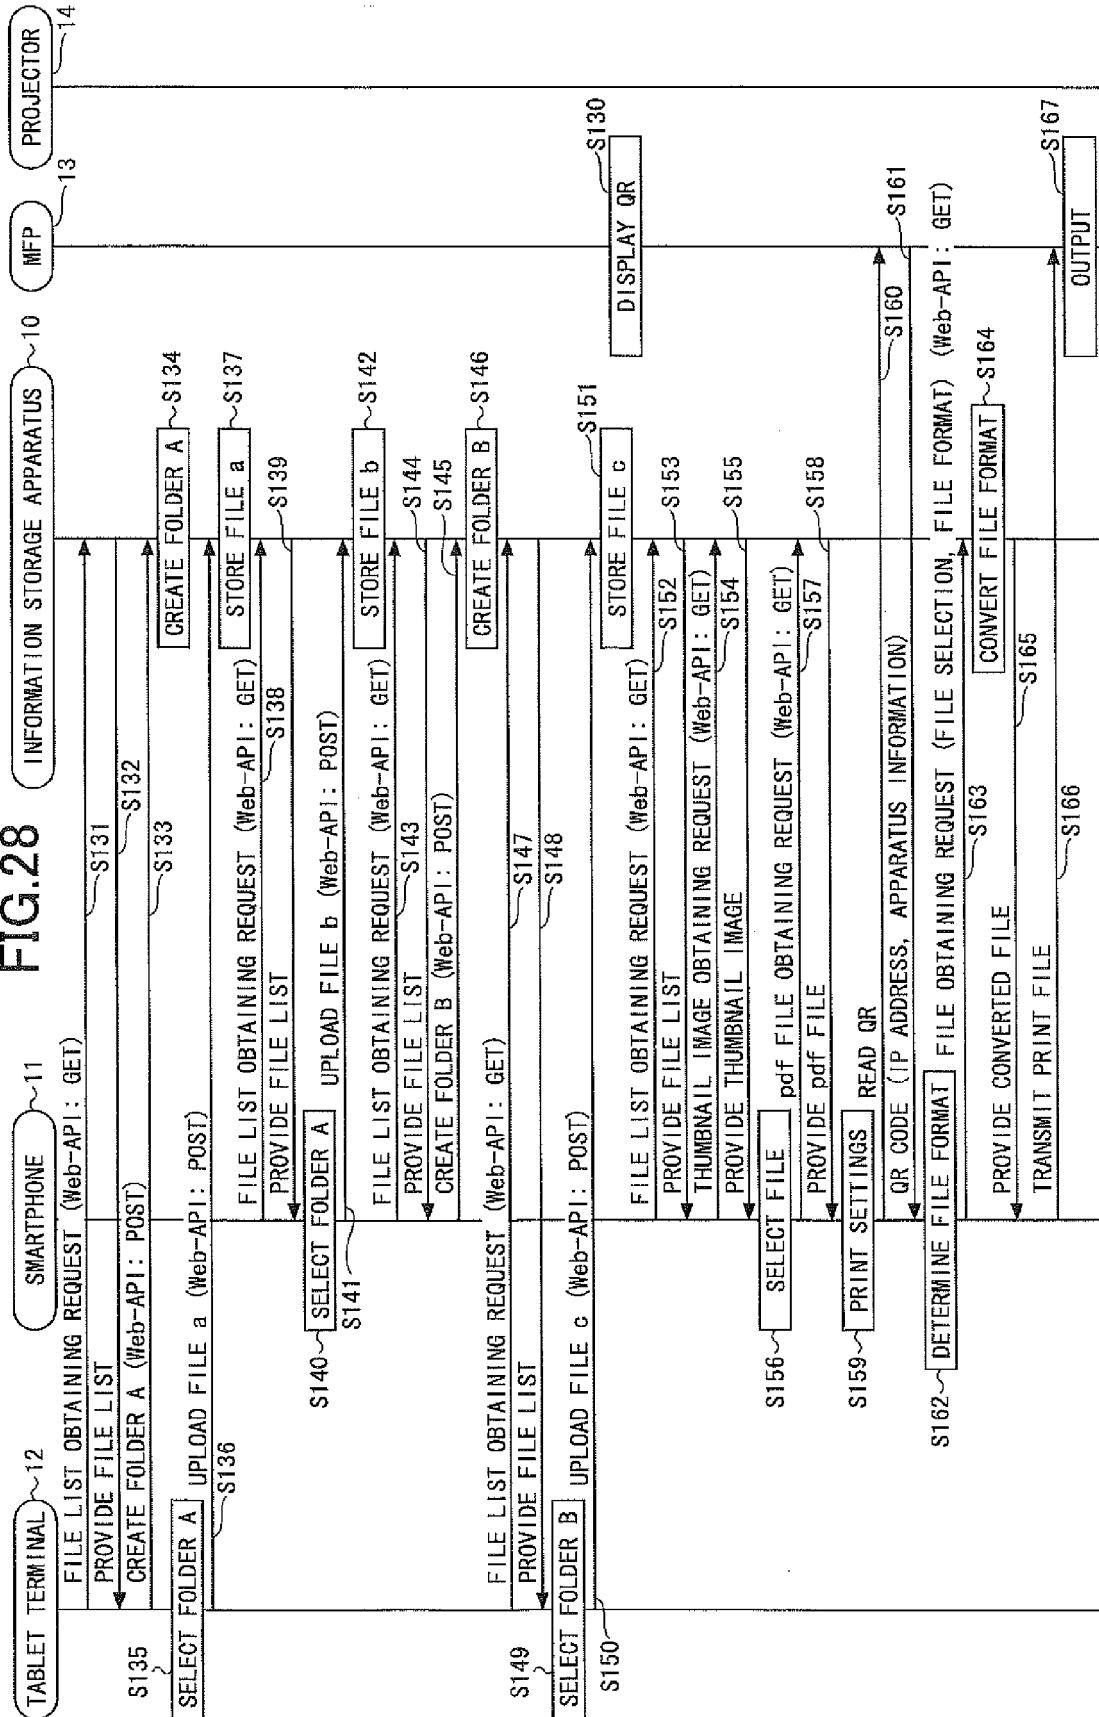 FIG.28
TABLET TERMINAL 12
SMARTPHONE 11
INFORMATION STORAGE APPARATUS 10
MFP 13
PROJECTOR 14
FILE LIST OBTAINING REQUEST (Web-API: GET)
S131
PROVIDE FILE LIST
S132
CREATE FOLDER A (Web-API: POST)
S133
CREATE FOLDER A
S134
S135
SELECT FOLDER A
UPLOAD FILE a (Web-API: POST)
S136
STORE FILE a
S137
FILE LIST OBTAINING REQUEST (Web-API: GET)
S138
PROVIDE FILE LIST
S139
S140
SELECT FOLDER A
UPLOAD FILE b (Web-API: POST)
S141
STORE FILE b
S142
FILE LIST OBTAINING REQUEST (Web-API: GET)
S143
PROVIDE FILE LIST
S144
CREATE FOLDER B (Web-API: POST)
S145
CREATE FOLDER B
S146
FILE LIST OBTAINING REQUEST (Web-API: GET)
S147
PROVIDE FILE LIST
S148
S149
SELECT FOLDER B
UPLOAD FILE c (Web-API: POST)
S150
STORE FILE c
S151
DISPLAY QR
S130
FILE LIST OBTAINING REQUEST (Web-API: GET)
S152
PROVIDE FILE LIST
S153
THUMBNAIL IMAGE OBTAINING REQUEST (Web-API: GET)
S154
PROVIDE THUMBNAIL IMAGE
S155
S156
SELECT FILE
pdf FILE OBTAINING REQUEST (Web-API: GET)
S157
PROVIDE pdf FILE
S158
S159
PRINT SETTINGS
READ QR
S160
QR CODE (IP ADDRESS, APPARATUS INFORMATION)
S161
S162
DETERMINE FILE FORMAT
FILE OBTAINING REQUEST (FILE SELECTION, FILE FORMAT) (Web-API: GET)
S163
CONVERT FILE FORMAT
S164
PROVIDE CONVERTED FILE
S165
TRANSMIT PRINT FILE
S166
OUTPUT
S167